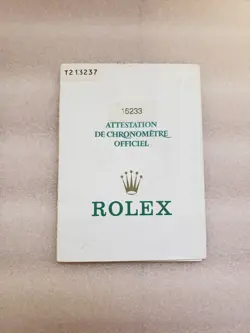 T213237
16233
ATTESTATION
DE CHRONOMÈTRE
OFFICIEL
ROLEX